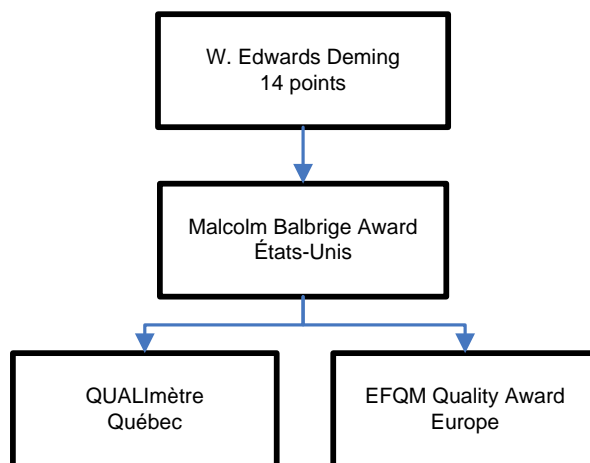 W. Edwards Deming
14 points
Malcolm Balbrige Award
États-Unis
QUALImètre
Québec
EFQM Quality Award
Europe